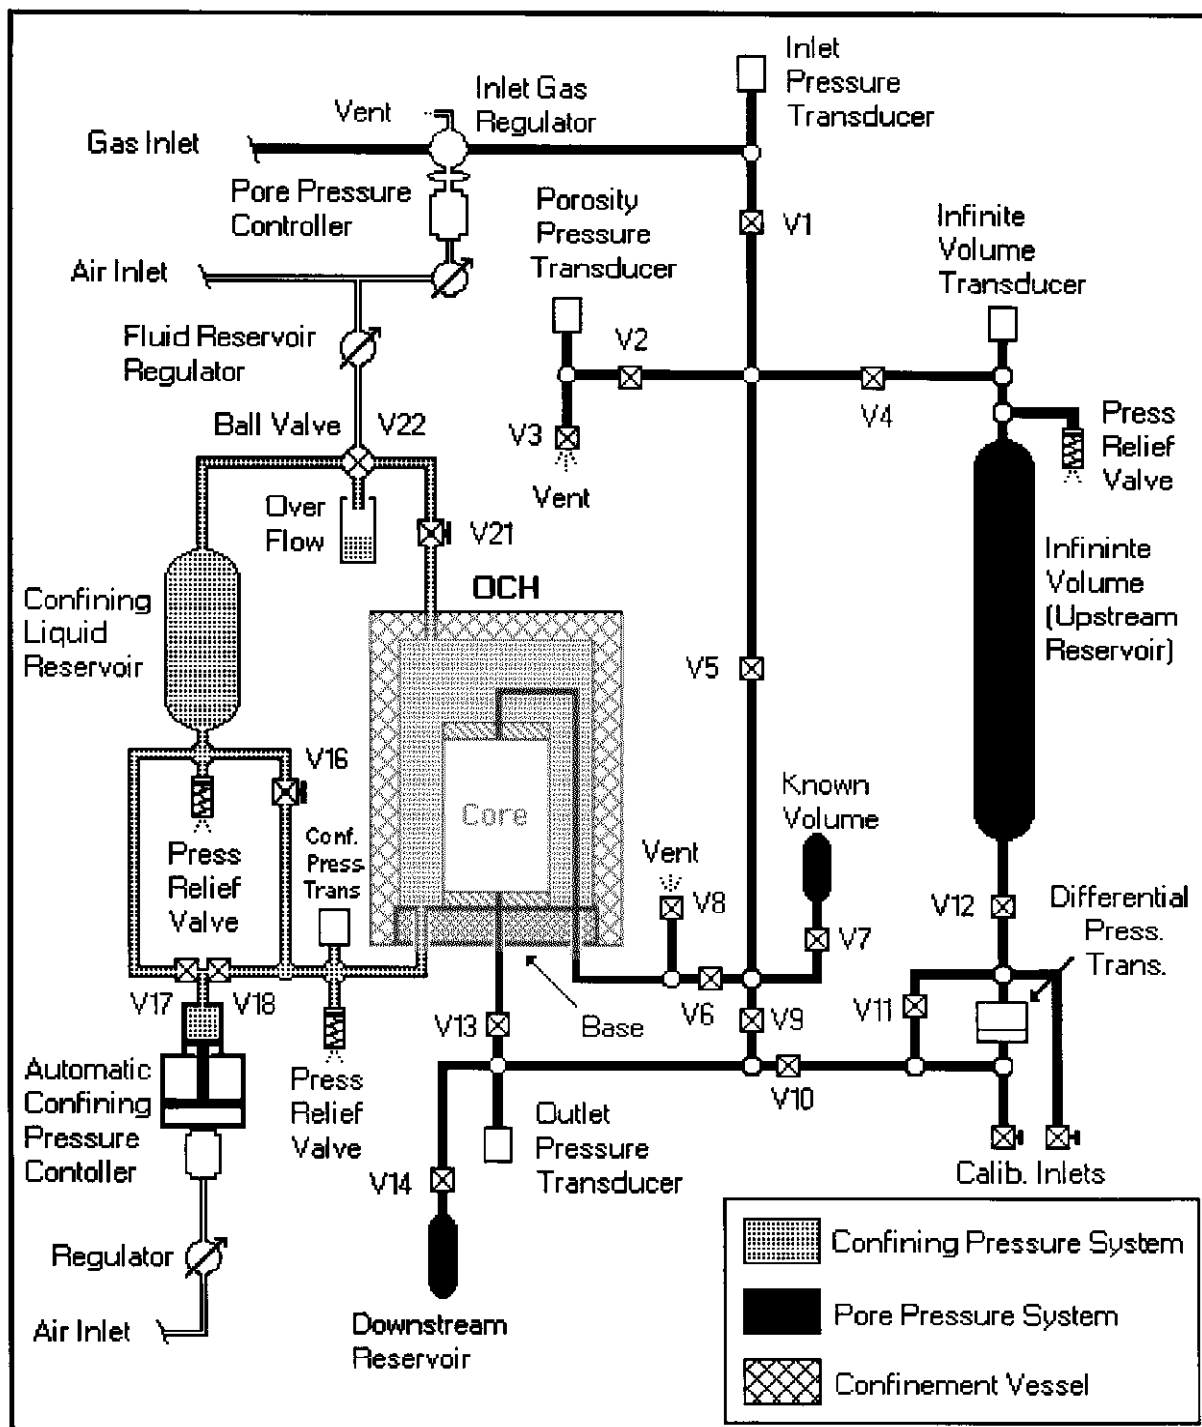 Inlet
Pressure
Transducer
Inlet Gas
Regulator
Vent
Gas Inlet
Pore Pressure
Controller
Porosity
Pressure
Transducer
V1
Infinite
Volume
Transducer
Air Inlet
Fluid Reservoir
Regulator
V2
V4
Ball Valve
V22
V3
Vent
Press
Relief
Valve
Over
Flow
V21
OCH
Infininte
Volume
(Upstream
Reservoir)
Confining
Liquid
Reservoir
V5
V16
Core
Known
Volume
Press
Relief
Valve
Conf.
Press.
Trans
Vent
V8
V7
V12
Differential
Press.
Trans.
V17
V18
V13
Base
V6
V9
V11
Automatic
Confining
Pressure
Contoller
Press
Relief
Valve
V10
Outlet
Pressure
Transducer
V14
Calib. Inlets
Regulator
Air Inlet
Downstream
Reservoir
Confining Pressure System
Pore Pressure System
Confinement Vessel